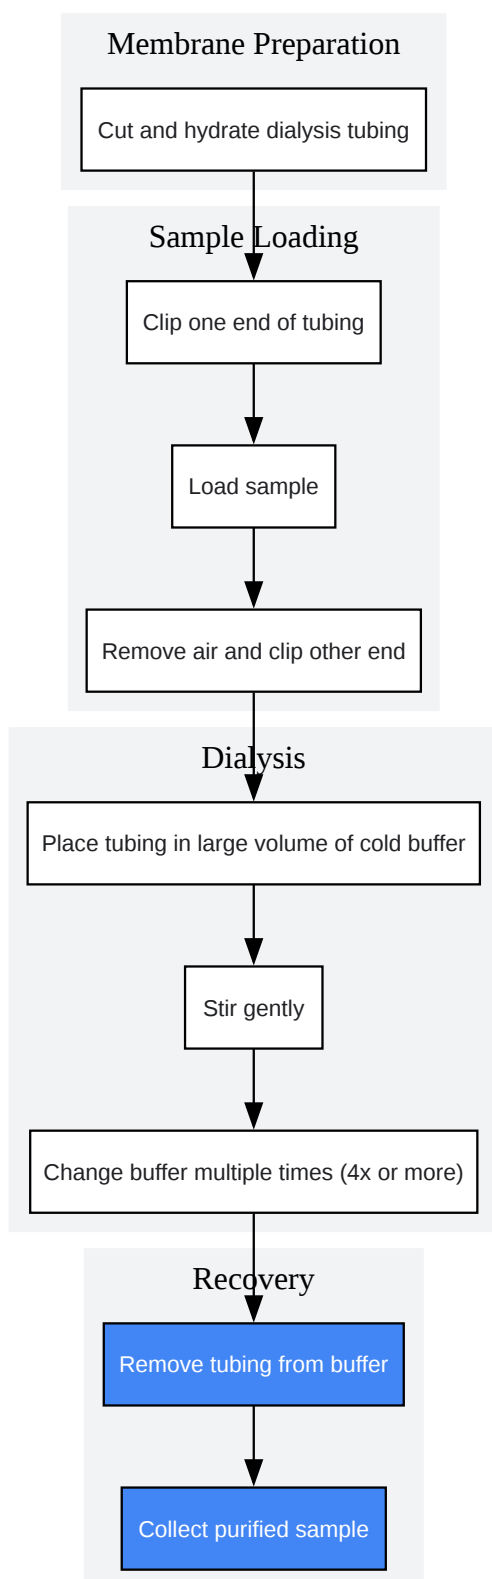 Membrane Preparation
Cut and hydrate dialysis tubing
Sample Loading
Clip one end of tubing
Load sample
Remove air and clip other end
Dialysis
Place tubing in large volume of cold buffer
Stir gently
Change buffer multiple times (4x or more)
Recovery
Remove tubing from buffer
Collect purified sample